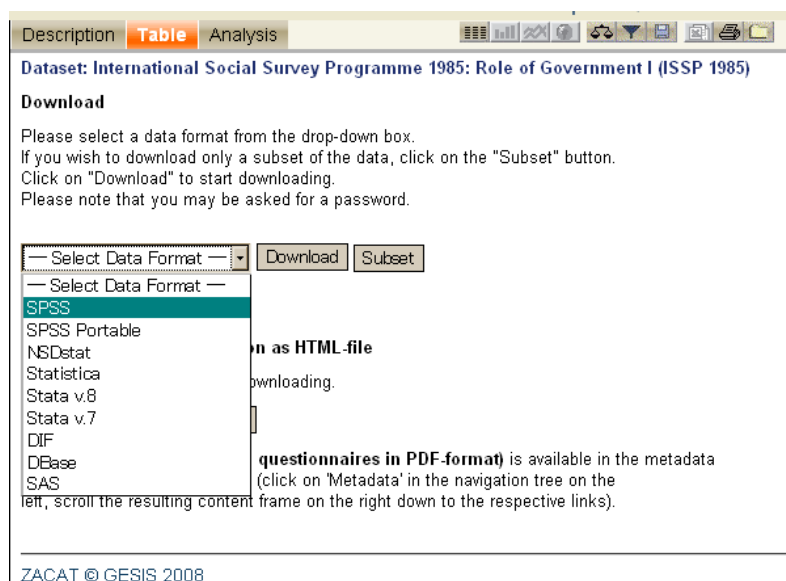 Description Table Analysis
Dataset: International Social Survey Programme 1985: Role of Government I (ISSP 1985)
Download
Please select a data format from the drop-down box.
If you wish to download only a subset of the data, click on the "Subset" button.
Click on "Download" to start downloading.
Please note that you may be asked for a password.
— Select Data Format — Download Subset
— Select Data Format —
SPSS
SPSS Portable
NSDstat
Statistica
Stata v.8
Stata v.7
DIF
DBase
SAS
on as HTML-file
ownloading.
questionnaires in PDF-format) is available in the metadata
(click on 'Metadata' in the navigation tree on the
left, scroll the resulting content frame on the right down to the respective links).
ZACAT © GESIS 2008